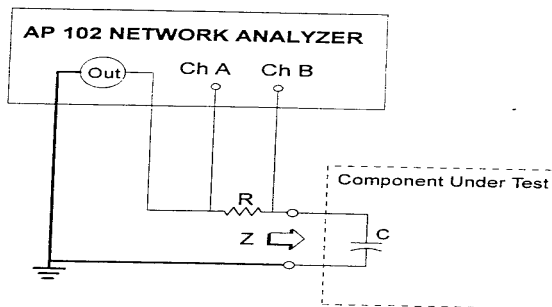 AP 102 NETWORK ANALYZER
Out
Ch A
Ch B
Component Under Test
R
Z
C